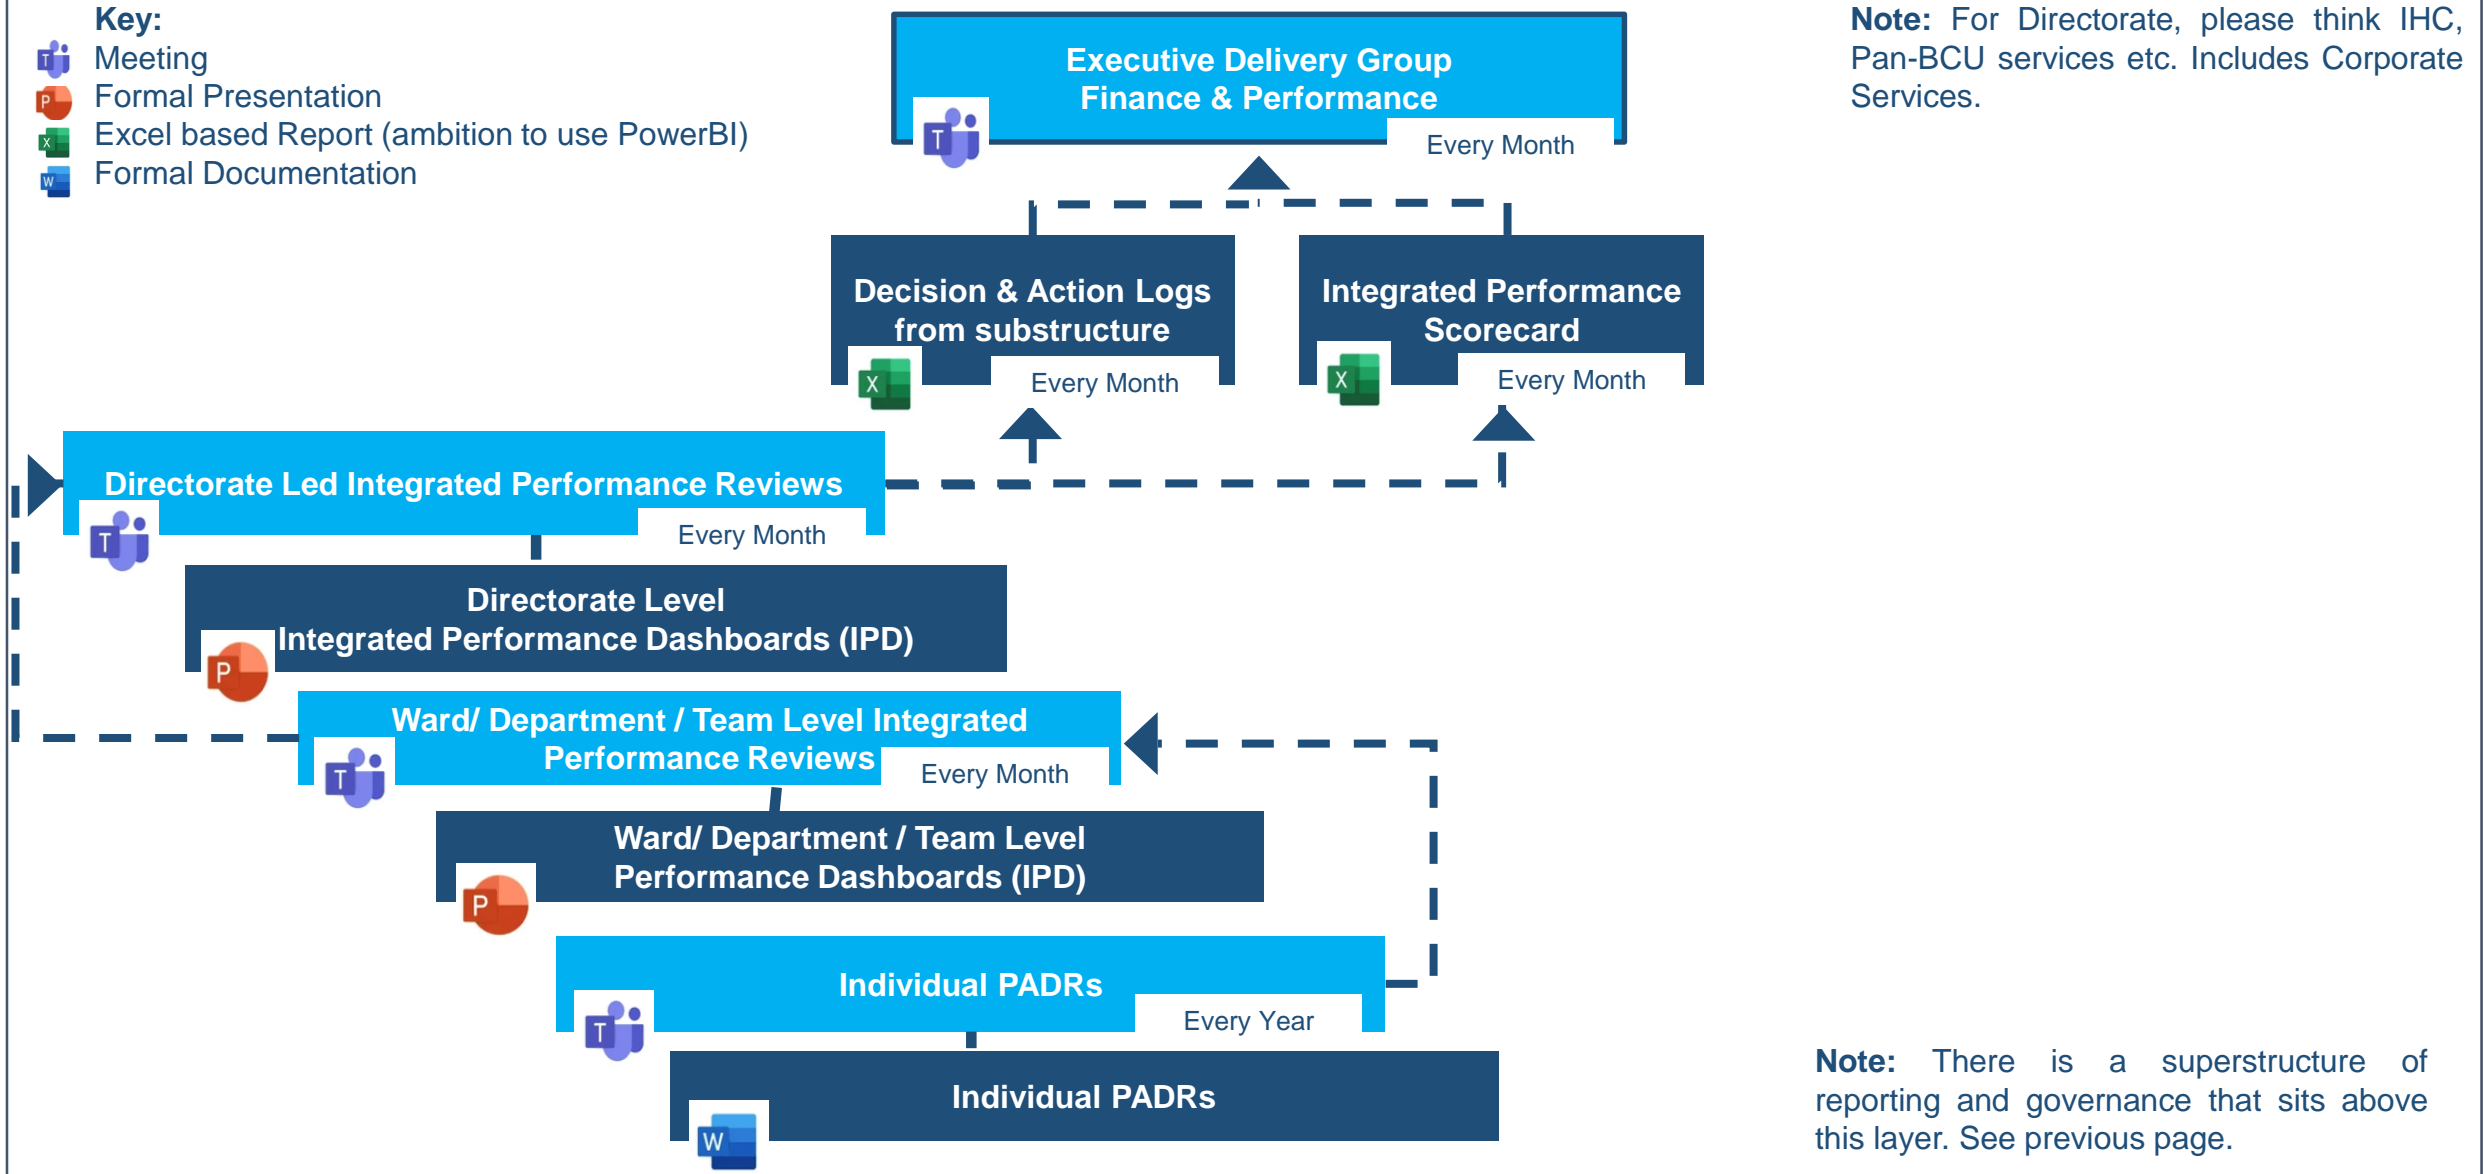 Key:
Meeting
Formal Presentation
Excel based Report (ambition to use PowerBI)
Formal Documentation
Executive Delivery Group
Finance & Performance
Every Month
Note: For Directorate, please think IHC,
Pan-BCU services etc. Includes Corporate
Services.
Decision & Action Logs
from substructure
Every Month
Integrated Performance
Scorecard
Every Month
Directorate Led Integrated Performance Reviews
Every Month
Directorate Level
Integrated Performance Dashboards (IPD)
Ward/ Department / Team Level Integrated
Performance Reviews
Every Month
Ward/ Department / Team Level
Performance Dashboards (IPD)
Individual PADRs
Every Year
Individual PADRs
Note: There is a superstructure of
reporting and governance that sits above
this layer. See previous page.